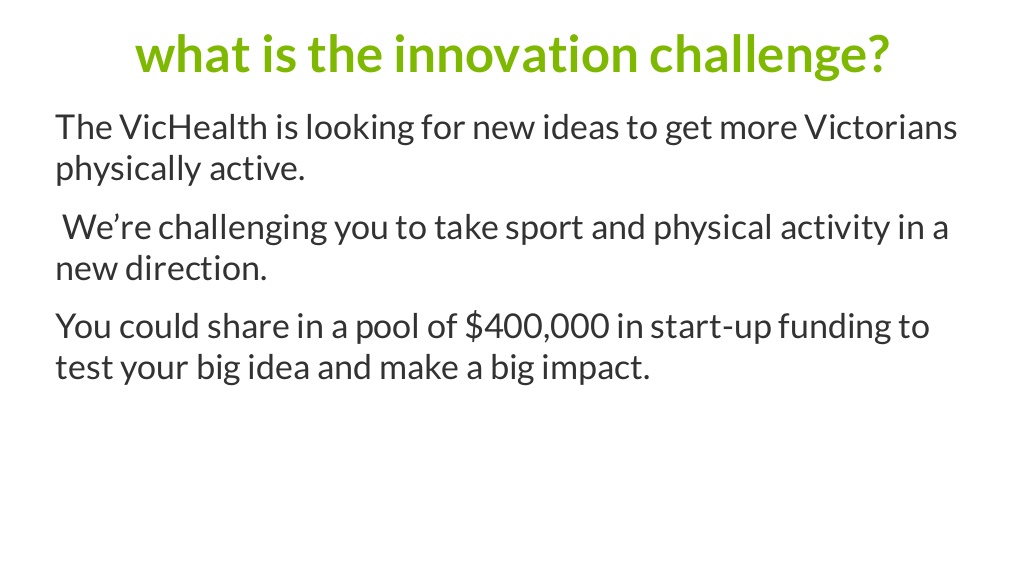 what is the innovation challenge?
The VicHealth is looking for new ideas to get more Victorians
physically active.
We’re challenging you to take sport and physical activity in a
new direction.
You could share in a pool of $400,000 in start-up funding to
test your big idea and make a big impact.